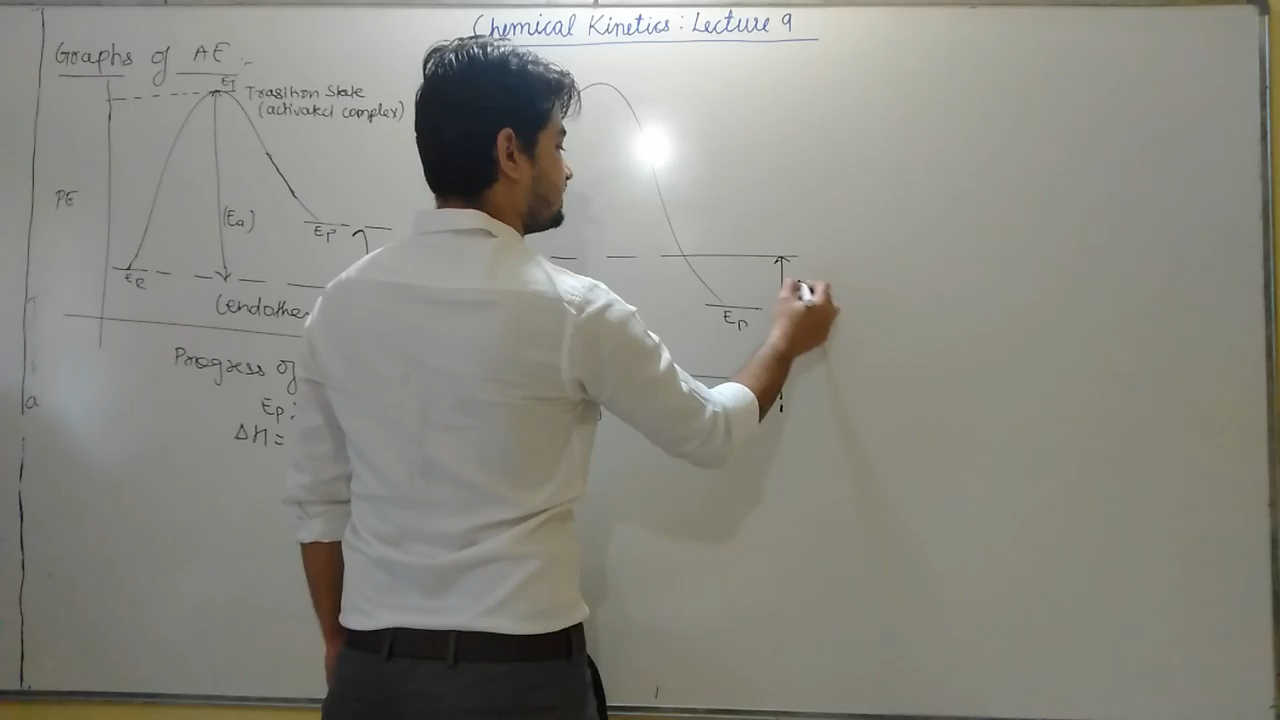 Chemical Kinetics: Lecture 9
Graphs of AE :-
ET Trasition State
(activated complex)
PE
(Ea)
EP
ER
(endother
EP
Progress of
EP:
ΔH =
a